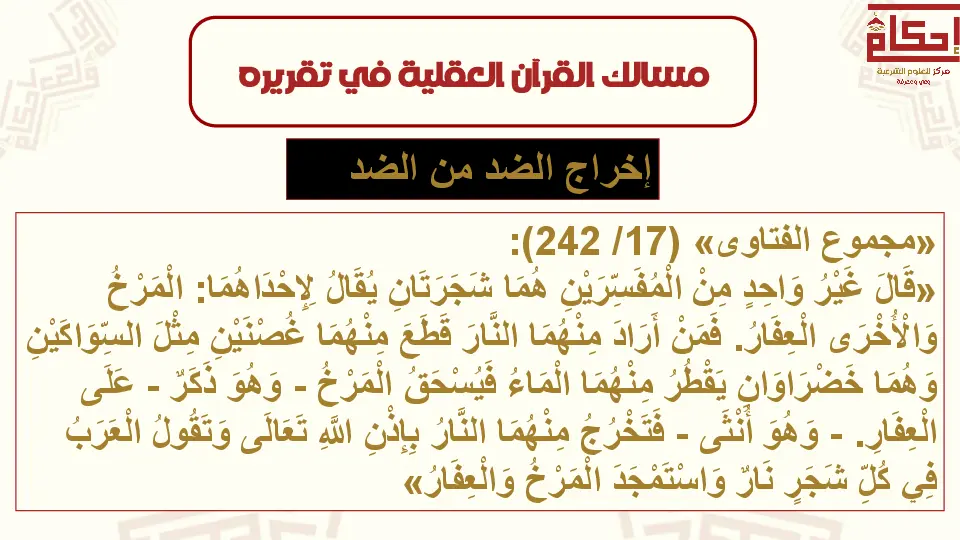 إحكام
مركز للعلوم الشرعية
وعي ومعرفة
مسالك القرآن العقلية في تقريره
إخراج الضد من الضد
«مجموع الفتاوى» (17/ 242):
«قَالَ غَيْرُ وَاحِدٍ مِنْ الْمُفَسِّرِيْنِ هُمَا شَجَرَتَانِ يُقَالُ لِإِحْدَاهُمَا: الْمَرْخُ
وَالْأُخْرَى الْعِفَارُ. فَمَنْ أَرَادَ مِنْهُمَا النَّارَ قَطَعَ مِنْهُمَا غُصْنَيْنِ مِثْلَ السِّوَاكَيْنِ
وَهُمَا خَضْرَاوَانِ يَقْطُرُ مِنْهُمَا الْمَاءُ فَيُسْحَقُ الْمَرْخُ - وَهُوَ ذَكَرٌ - عَلَى
الْعِفَارِ. - وَهُوَ أُنْثَى - فَتَخْرُجُ مِنْهُمَا النَّارُ بِإِذْنِ اللَّهِ تَعَالَى وَتَقُولُ الْعَرَبُ
فِي كُلِّ شَجَرٍ نَارٌ وَاسْتَمْجَدَ الْمَرْخُ وَالْعِفَارُ»